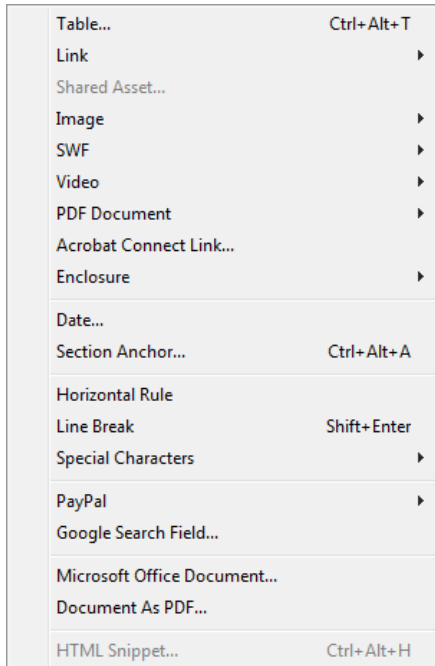 Table... Ctrl+Alt+T
Link
Shared Asset...
Image
SWF
Video
PDF Document
Acrobat Connect Link...
Enclosure
Date...
Section Anchor... Ctrl+Alt+A
Horizontal Rule
Line Break Shift+Enter
Special Characters
PayPal
Google Search Field...
Microsoft Office Document...
Document As PDF...
HTML Snippet... Ctrl+Alt+H